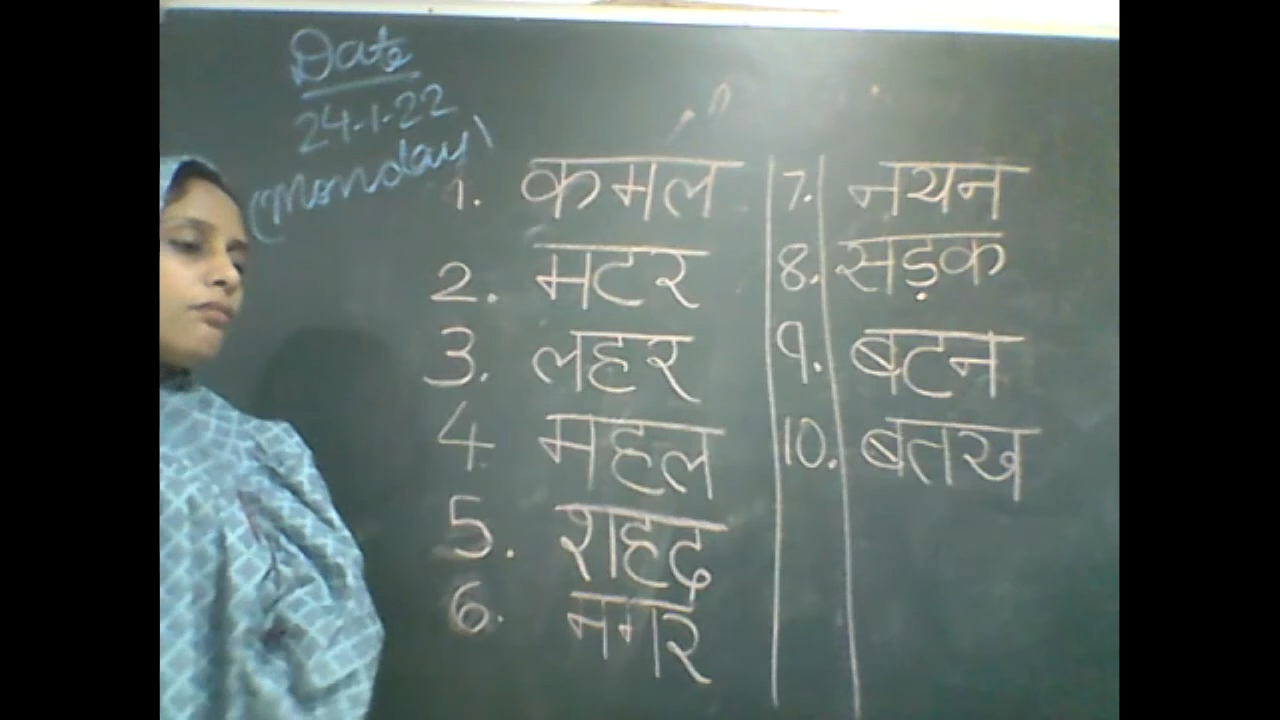 Date
24-1-22
(Monday)
1. कमल
2. मटर
3. लहर
4. महल
5. शहद
6. नगर
7. नयन
8. सड़क
9. बटन
10. बतख